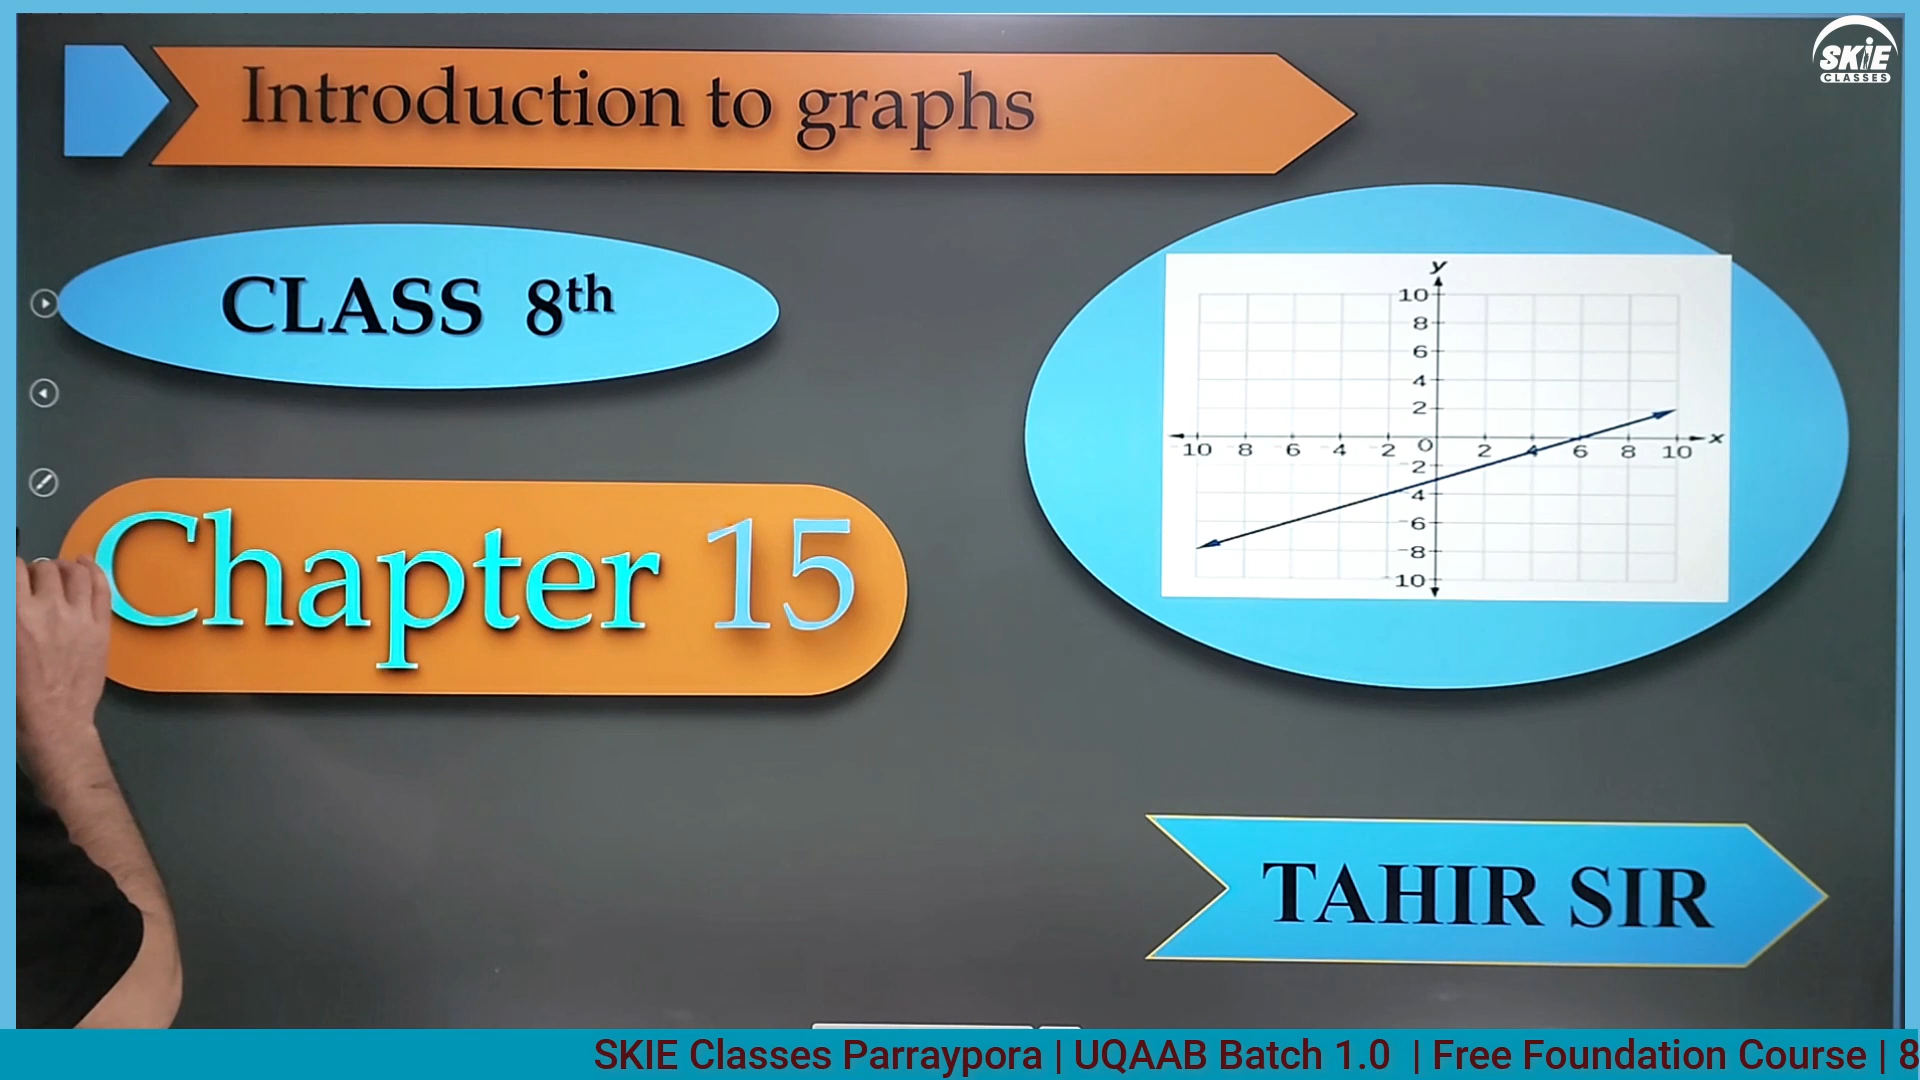 SKiE
CLASSES
Introduction to graphs
CLASS 8th
Chapter 15
y
10
8
6
4
2
10 8 6 4 2 0 2 4 6 8 10 x
2
4
6
8
10
TAHIR SIR
SKIE Classes Parraypora | UQAAB Batch 1.0 | Free Foundation Course | 8